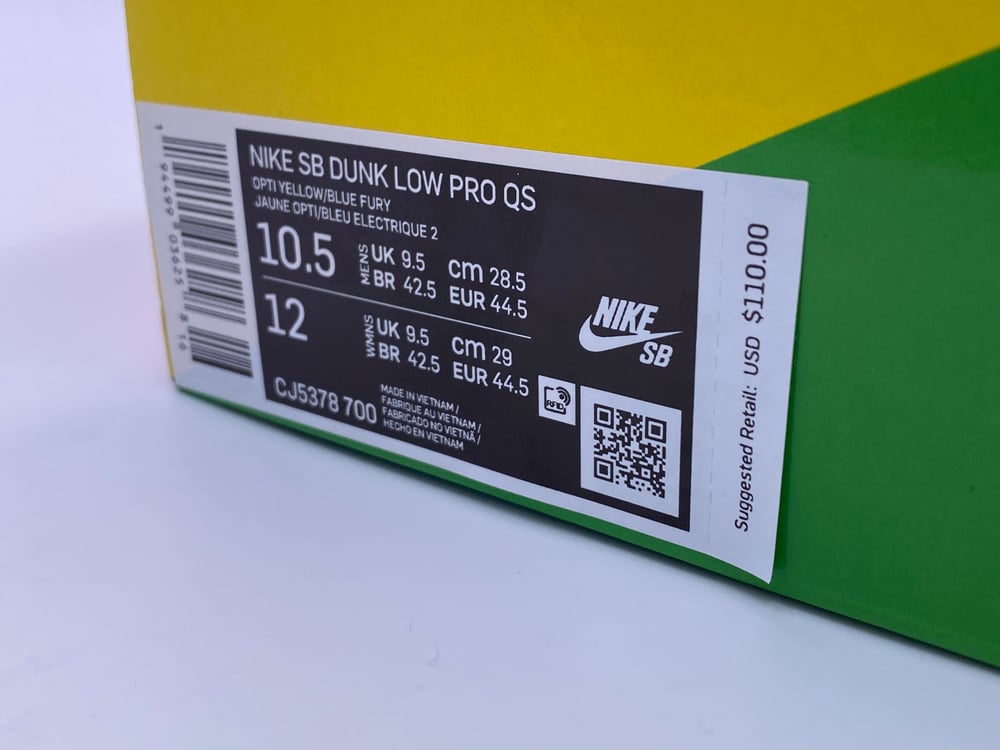 NIKE SB DUNK LOW PRO QS
OPTI YELLOW/BLUE FURY
JAUNE OPTI/BLEU ELECTRIQUE 2
10.5 MENS UK 9.5 cm 28.5
BR 42.5 EUR 44.5
12 WMNS UK 9.5 cm 29
BR 42.5 EUR 44.5
CJ5378 700
MADE IN VIETNAM /
FABRIQUE AU VIETNAM /
FABRICADO NO VIETNÃ /
HECHO EN VIETNAM
RFID
NIKE
SB
Suggested Retail: USD $110.00